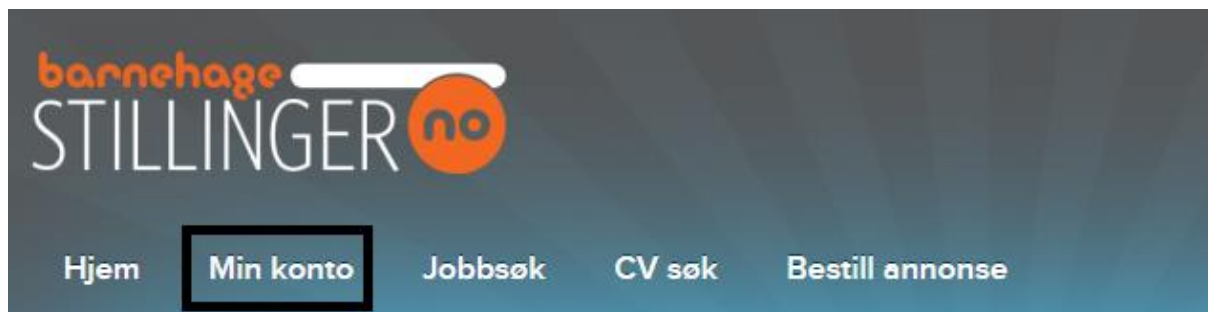 barnehage
STILLINGER no
Hjem Min konto Jobbsøk CV søk Bestill annonse